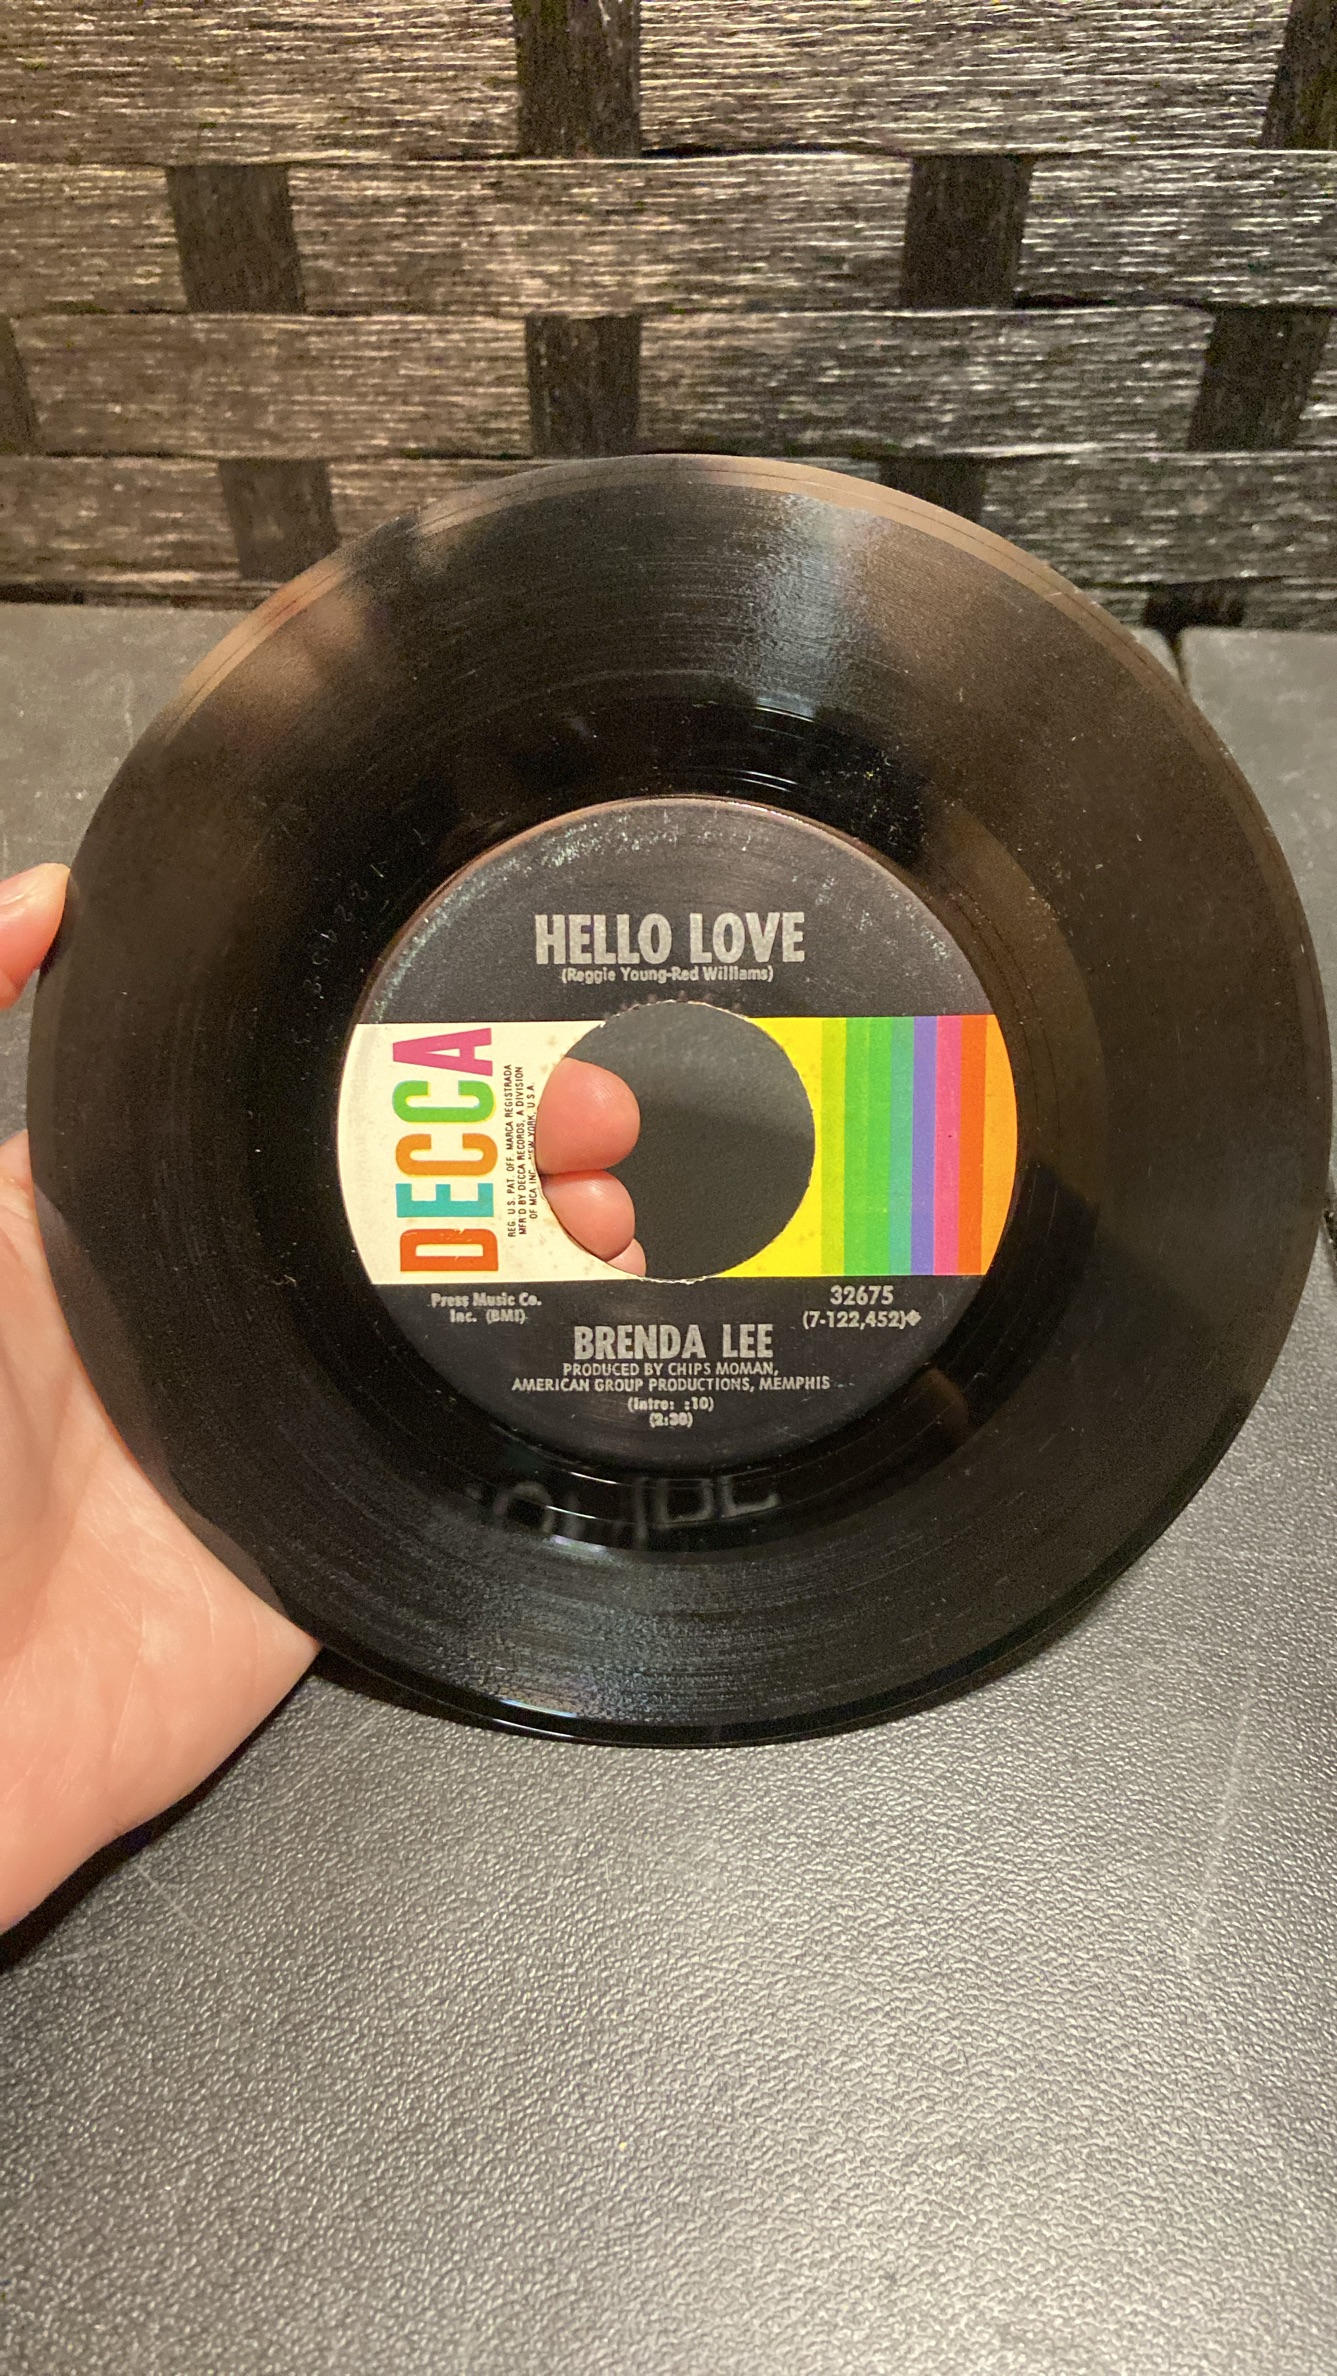 HELLO LOVE
(Reggie Young-Red Williams)
DECCA
REG. U.S. PAT. OFF. MARCA REGISTRADA
MFR'D BY DECCA RECORDS, A DIVISION
OF MCA INC., NEW YORK, U.S.A.
Press Music Co.
Inc. (BMI)
32675
(7-122,452)◆
BRENDA LEE
PRODUCED BY CHIPS MOMAN,
AMERICAN GROUP PRODUCTIONS, MEMPHIS
(Intro: :10)
(2:30)